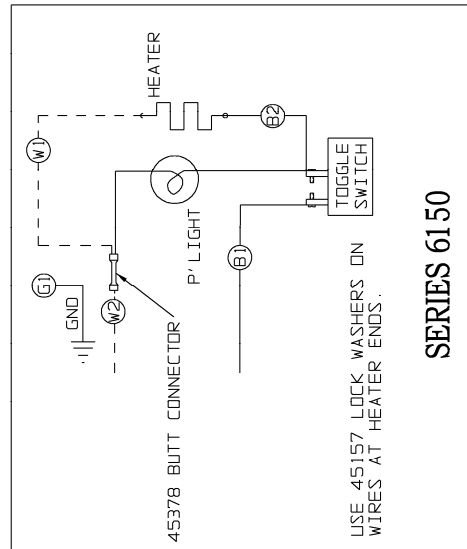 HEATER
W1
B2
TOGGLE
SWITCH
P'LIGHT
B1
G1
GND
W2
45378 BUTT CONNECTOR
USE 45157 LOCK WASHERS ON
WIRES AT HEATER ENDS.
SERIES 6150